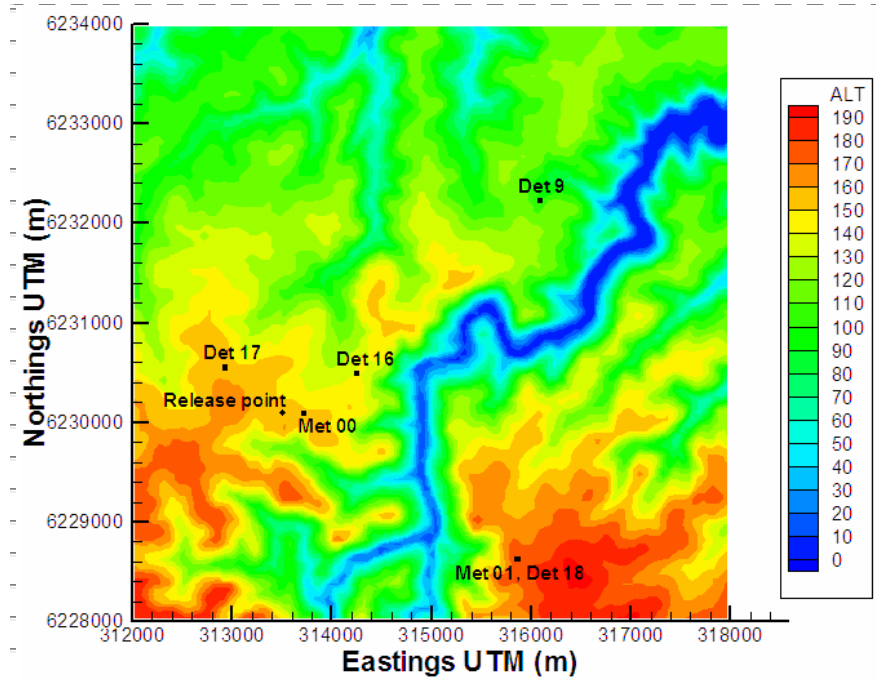 6234000
6233000
6232000
6231000
6230000
6229000
6228000
Northings UTM (m)
Det 9
Det 17
Det 16
Release point
Met 00
Met 01, Det 18
312000 313000 314000 315000 316000 317000 318000
Eastings UTM (m)
ALT
190
180
170
160
150
140
130
120
110
100
90
80
70
60
50
40
30
20
10
0